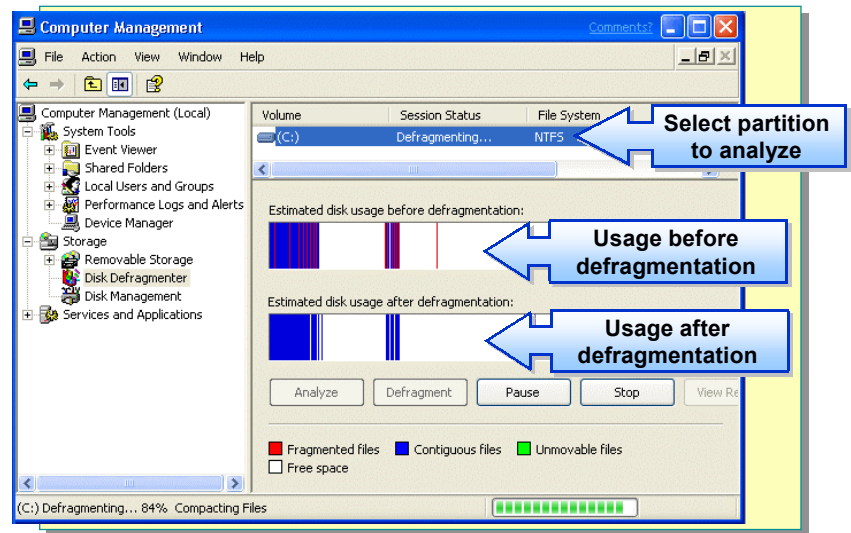 Computer Management
Comments?
File Action View Window Help
Computer Management (Local)
System Tools
Event Viewer
Shared Folders
Local Users and Groups
Performance Logs and Alerts
Device Manager
Storage
Removable Storage
Disk Defragmenter
Disk Management
Services and Applications
Volume Session Status File System
(C:) Defragmenting... NTFS
Select partition
to analyze
Estimated disk usage before defragmentation:
Usage before
defragmentation
Estimated disk usage after defragmentation:
Usage after
defragmentation
Analyze Defragment Pause Stop View Re
Fragmented files Contiguous files Unmovable files
Free space
(C:) Defragmenting... 84% Compacting Files